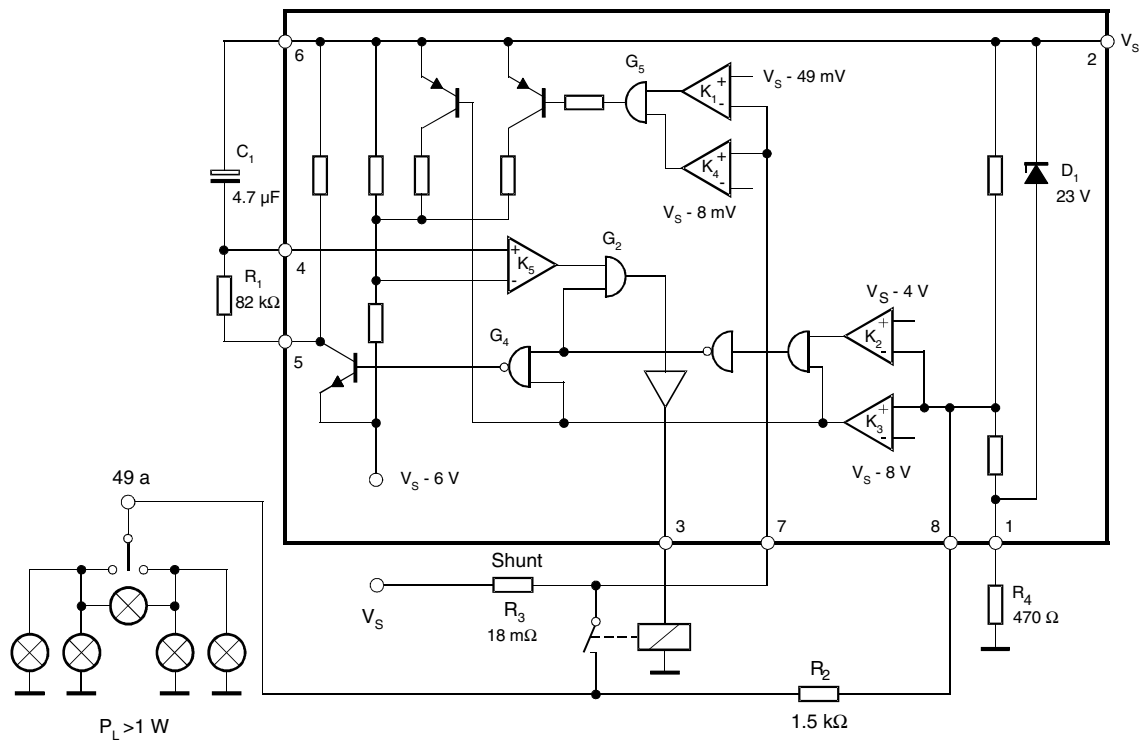 6
2
V_S
G_5
K_1
+
-
V_S - 49 mV
K_4
+
-
V_S - 8 mV
C_1
4.7 µF
D_1
23 V
4
R_1
82 kΩ
K_5
+
-
G_2
V_S - 4 V
K_2
+
-
5
G_4
K_3
+
-
V_S - 8 V
V_S - 6 V
49 a
3
7
8
1
Shunt
V_S
R_3
18 mΩ
R_4
470 Ω
R_2
1.5 kΩ
P_L >1 W